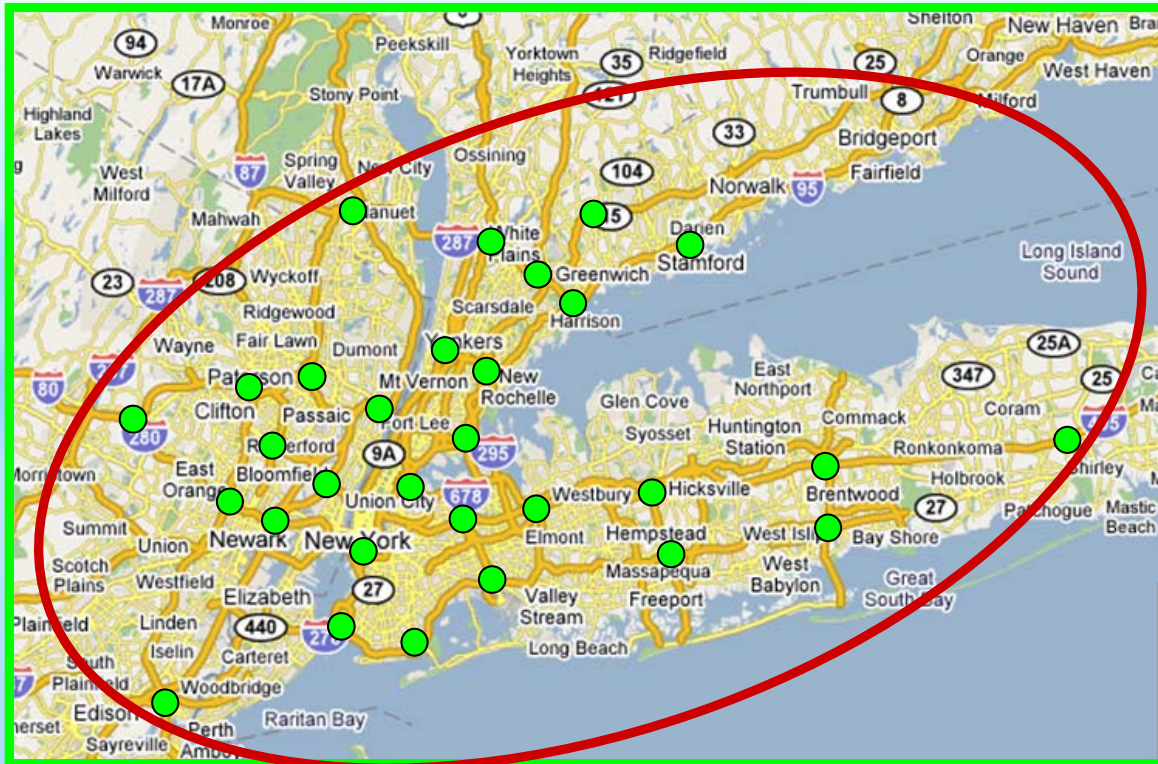 Monroe
Peekskill
Yorktown
Heights
35
Ridgefield
25
Shelton
New Haven
Orange
West Haven
94
Warwick
17A
Stony Point
Trumbull
8
Milford
Highland
Lakes
33
Bridgeport
Spring
Valley
Ossining
87
West
Milford
104
Norwalk
95
Fairfield
Mahwah
15
Darien
Stamford
287
White
Plains
Greenwich
Long Island
Sound
23
287
208
Wyckoff
Scarsdale
Harrison
Ridgewood
Wayne
Fair Lawn
Dumont
Yonkers
25A
80
Paterson
Mt Vernon
New
Rochelle
East
Northport
347
25
Clifton
Passaic
Fort Lee
Glen Cove
Commack
Coram
280
Rutherford
9A
295
Syosset
Huntington
Station
Ronkonkoma
Morristown
East
Orange
Bloomfield
Union City
678
Westbury
Hicksville
Brentwood
Holbrook
Shirley
27
Summit
Newark
New York
Elmont
Hempstead
Bay Shore
Patchogue
Mastic
Beach
Union
Scotch
Plains
Westfield
Massapequa
West
Babylon
Great
South Bay
Elizabeth
27
Valley
Stream
Freeport
Plainfield
Linden
440
Long Beach
Iselin
Carteret
South
Plainfield
Woodbridge
Edison
Perth
Raritan Bay
Sayreville